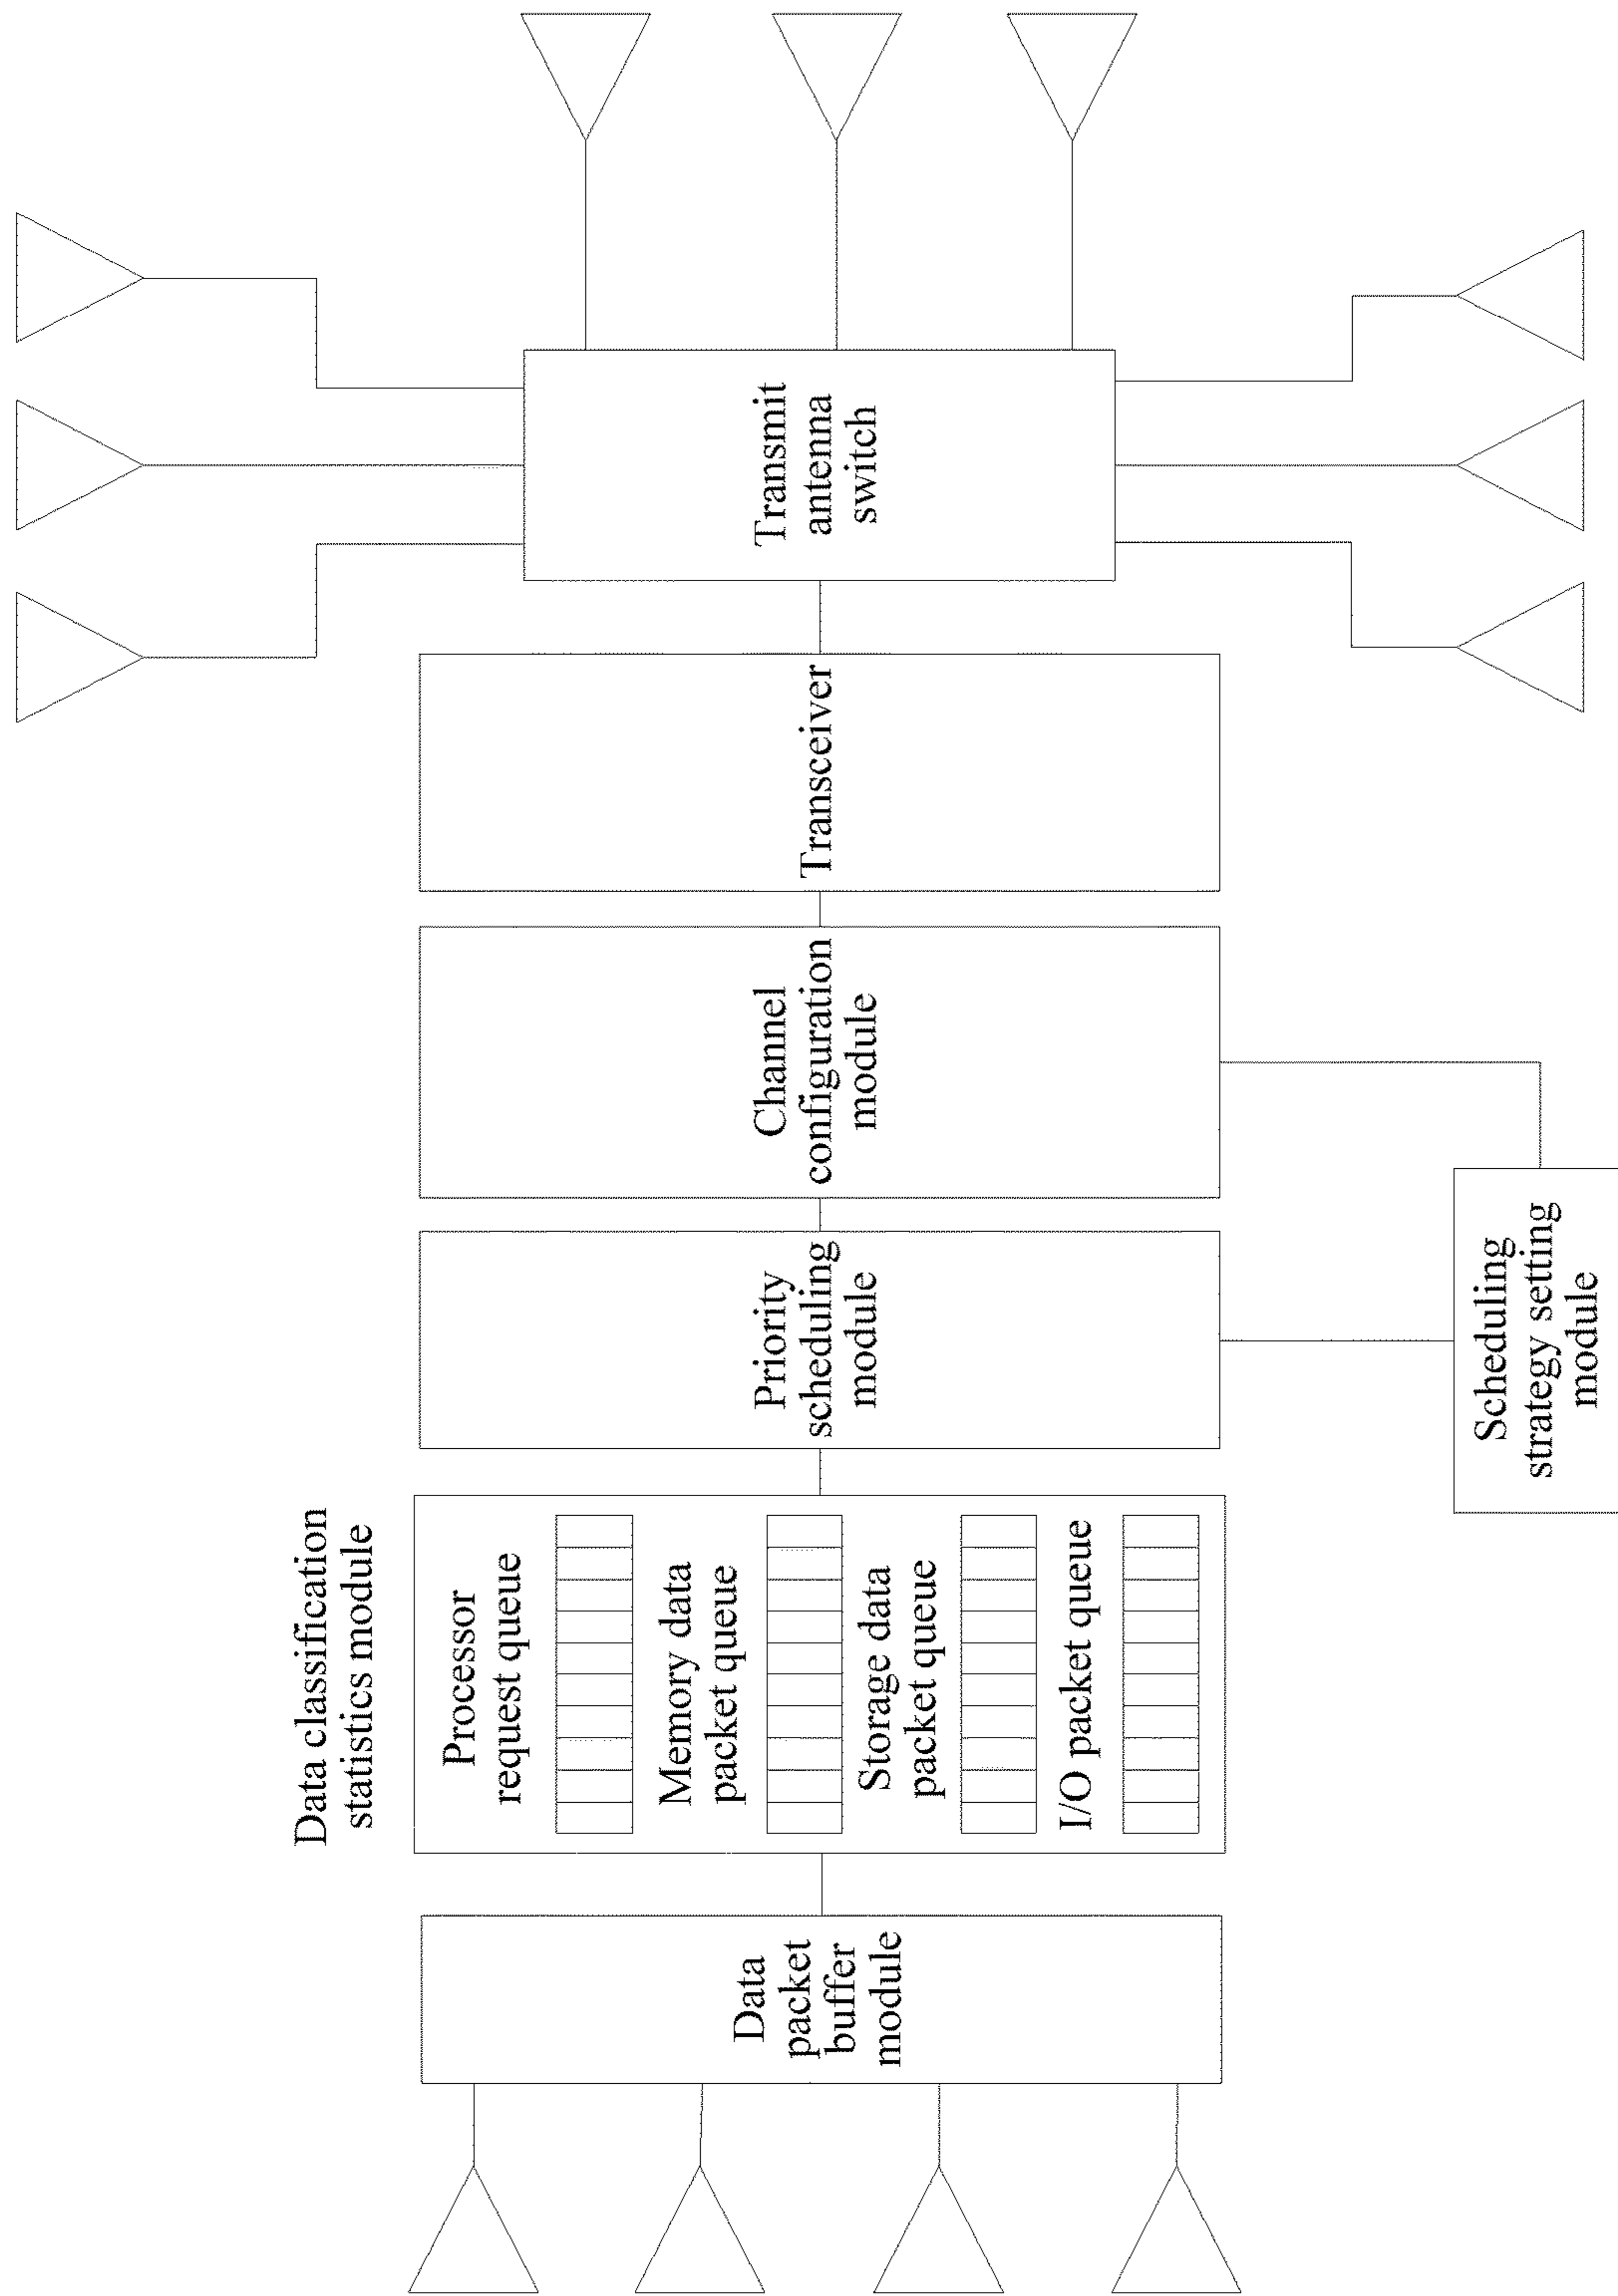 Data
packet
buffer
module
Data classification
statistics module
Processor
request queue
Memory data
packet queue
Storage data
packet queue
I/O packet queue
Priority
scheduling
module
Scheduling
strategy setting
module
Channel
configuration
module
Transceiver
Transmit
antenna
switch